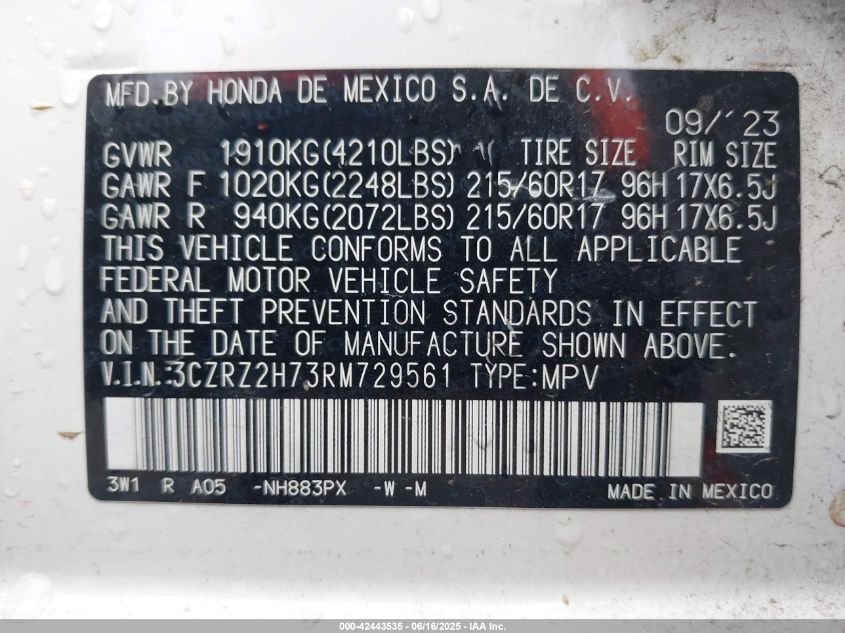 MFD.BY HONDA DE MEXICO S.A. DE C.V.
09/'23
GVWR 1910KG(4210LBS) TIRE SIZE RIM SIZE
GAWR F 1020KG(2248LBS) 215/60R17 96H 17X6.5J
GAWR R 940KG(2072LBS) 215/60R17 96H 17X6.5J
THIS VEHICLE CONFORMS TO ALL APPLICABLE
FEDERAL MOTOR VEHICLE SAFETY
AND THEFT PREVENTION STANDARDS IN EFFECT
ON THE DATE OF MANUFACTURE SHOWN ABOVE.
V.I.N.:3CZRZ2H73RM729561 TYPE:MPV
3W1 R A05 -NH883PX -W -M MADE IN MEXICO
000-42443535 - 06/16/2025 - IAA Inc.